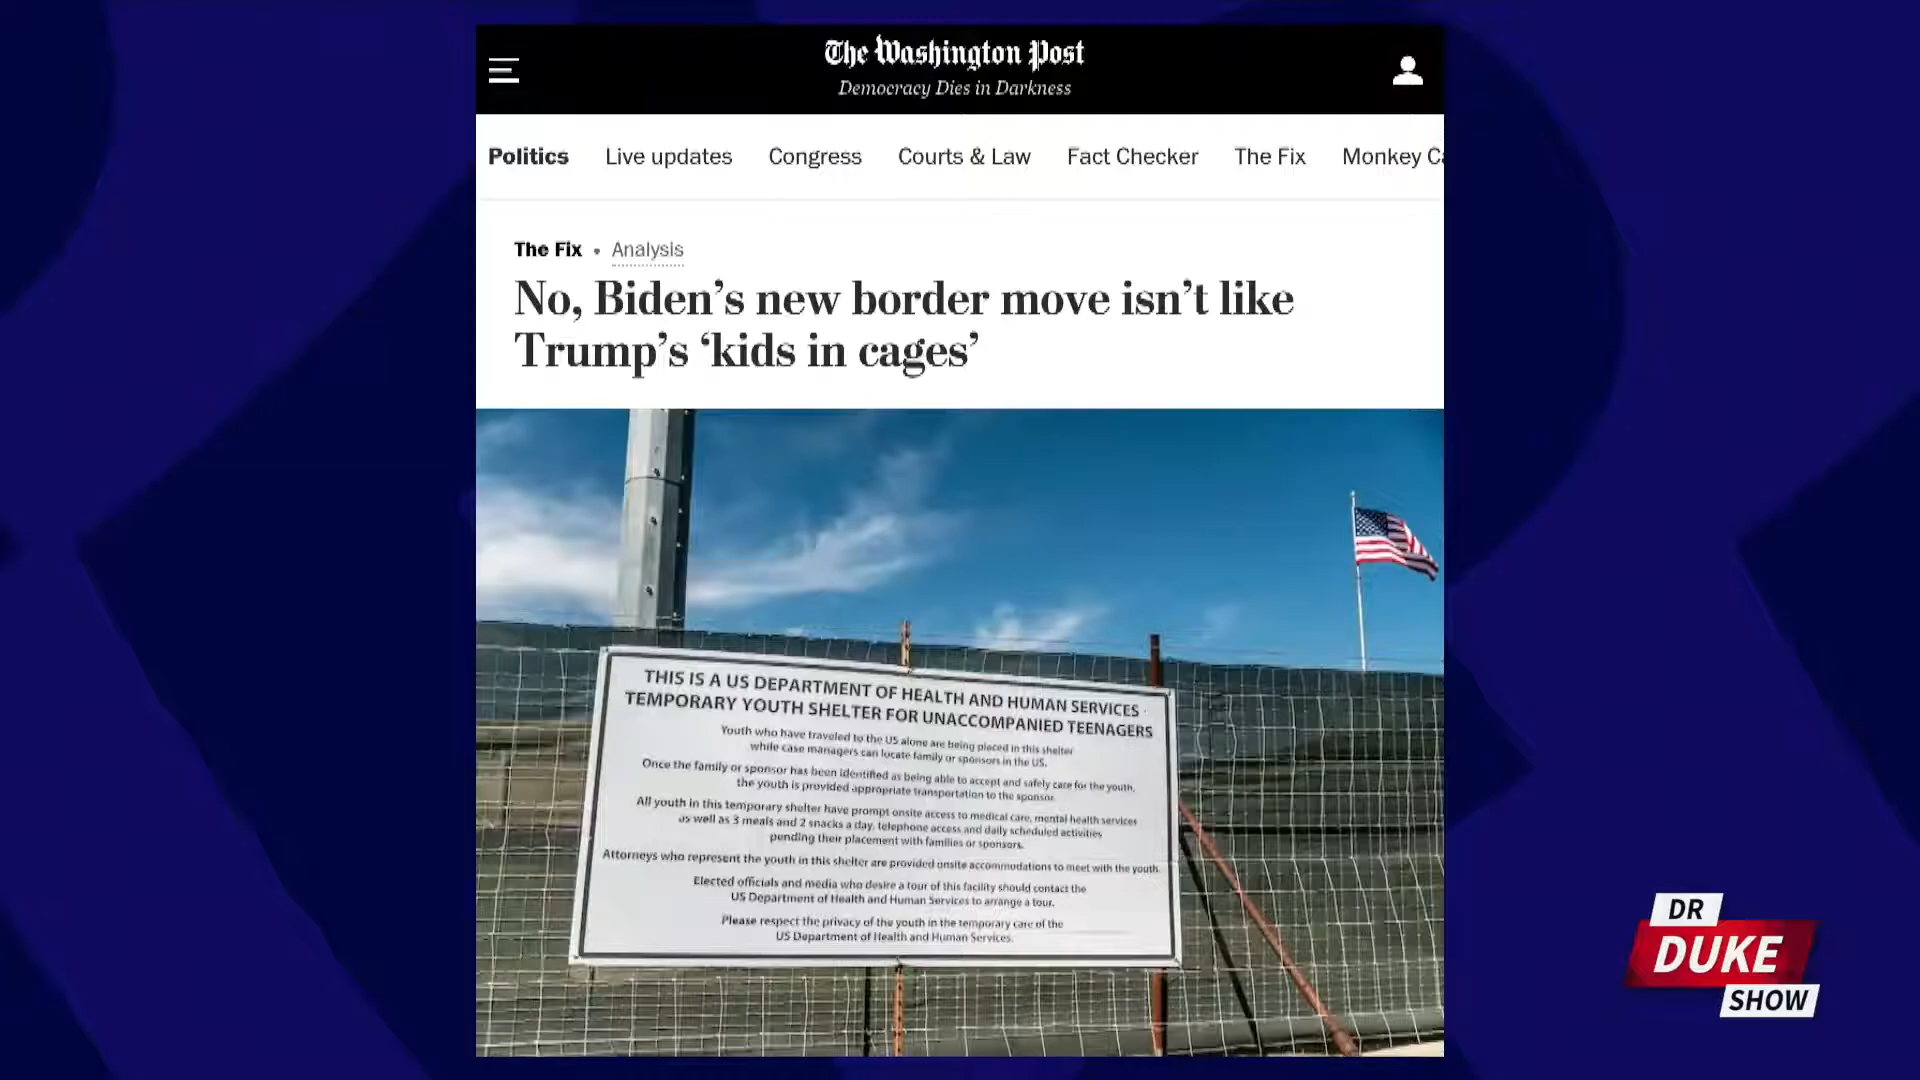 The Washington Post
Democracy Dies in Darkness
Politics Live updates Congress Courts & Law Fact Checker The Fix Monkey Ca
The Fix • Analysis
No, Biden’s new border move isn’t like
Trump’s ‘kids in cages’
THIS IS A US DEPARTMENT OF HEALTH AND HUMAN SERVICES
TEMPORARY YOUTH SHELTER FOR UNACCOMPANIED TEENAGERS
Youth who have traveled to the US alone are being placed in this shelter
while case managers can locate family or sponsors in the US.
Once the family or sponsor has been identified as being able to accept and safely care for the youth,
the youth is provided appropriate transportation to the sponsor.
All youth in this temporary shelter have prompt onsite access to medical care, mental health services
as well as 3 meals and 2 snacks a day, telephone access and daily scheduled activities
pending their placement with families or sponsors.
Attorneys who represent the youth in this shelter are provided onsite accommodations to meet with the youth.
Elected officials and media who desire a tour of this facility should contact the
US Department of Health and Human Services to arrange a tour.
Please respect the privacy of the youth in the temporary care of the
US Department of Health and Human Services.
DR
DUKE
SHOW